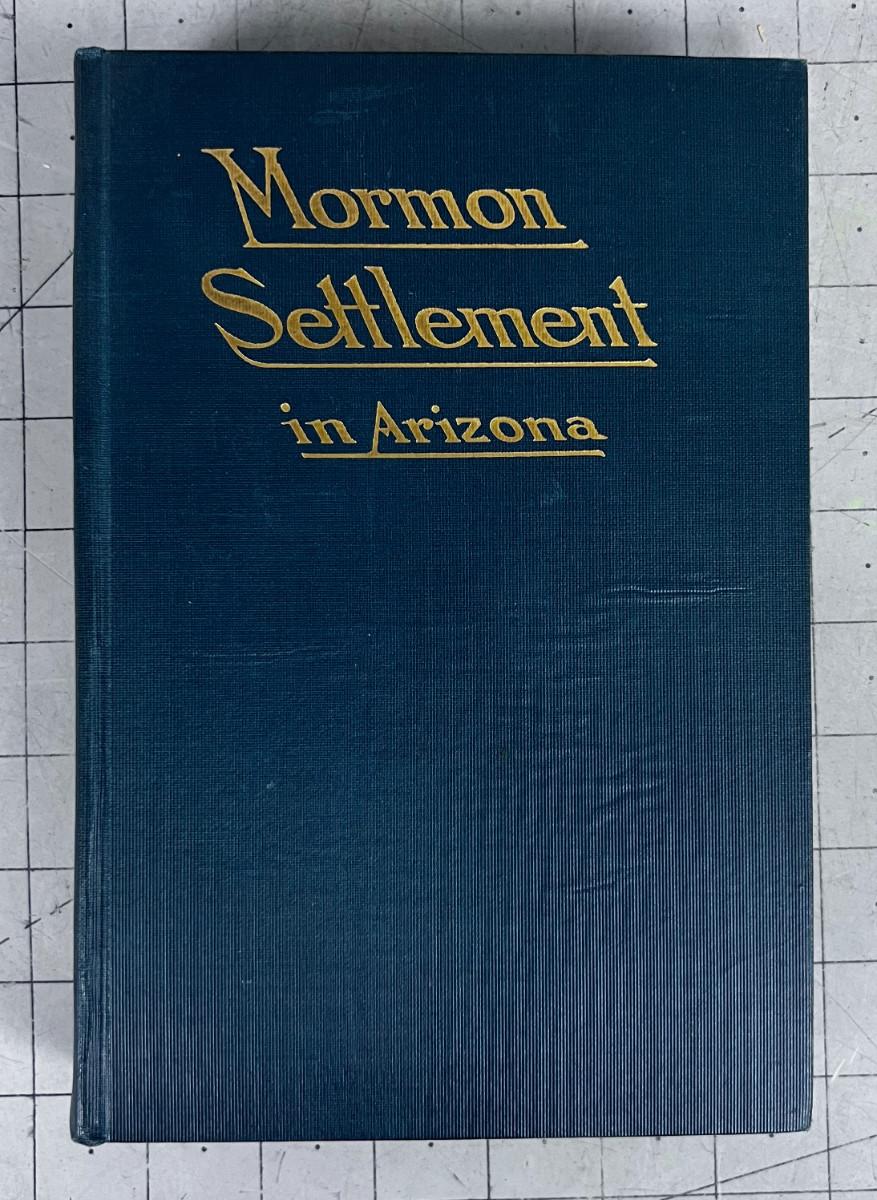 Mormon
Settlement
in Arizona